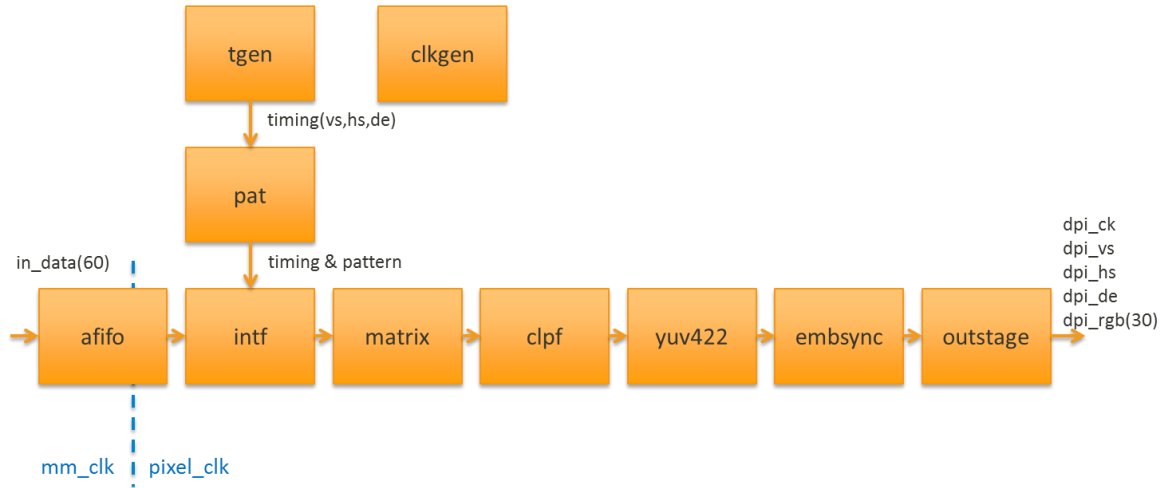 tgen
clkgen
timing(vs,hs,de)
pat
timing & pattern
in_data(60)
dpi_ck
dpi_vs
dpi_hs
dpi_de
dpi_rgb(30)
afifo
intf
matrix
clpf
yuv422
embsync
outstage
mm_clk
pixel_clk